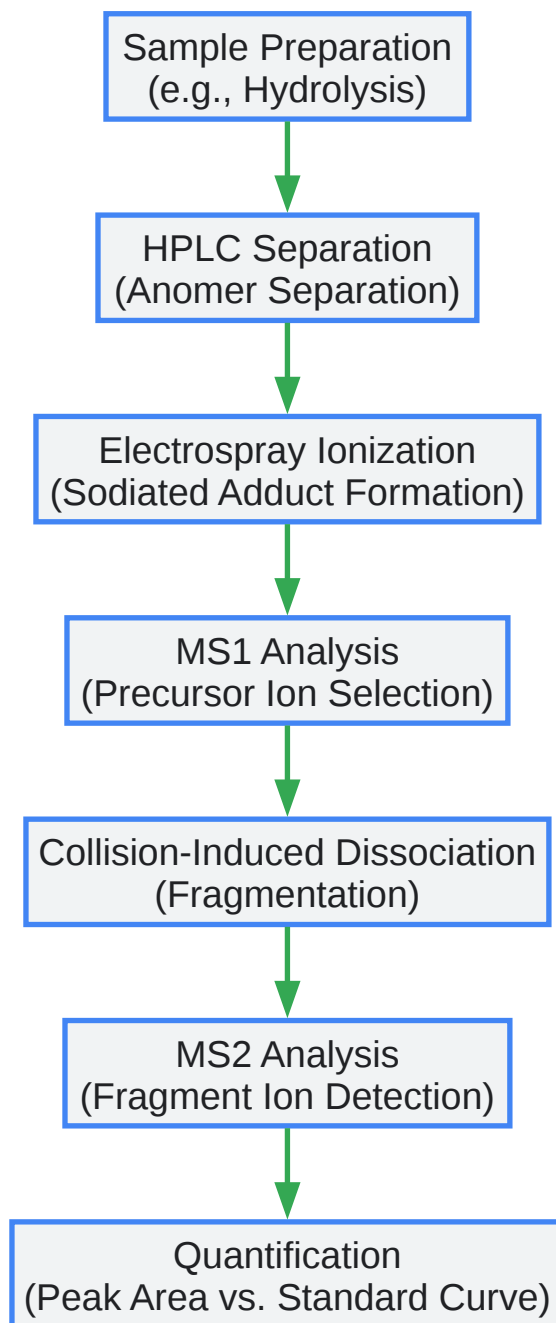 Sample Preparation
(e.g., Hydrolysis)
HPLC Separation
(Anomer Separation)
Electrospray Ionization
(Sodiated Adduct Formation)
MS1 Analysis
(Precursor Ion Selection)
Collision-Induced Dissociation
(Fragmentation)
MS2 Analysis
(Fragment Ion Detection)
Quantification
(Peak Area vs. Standard Curve)